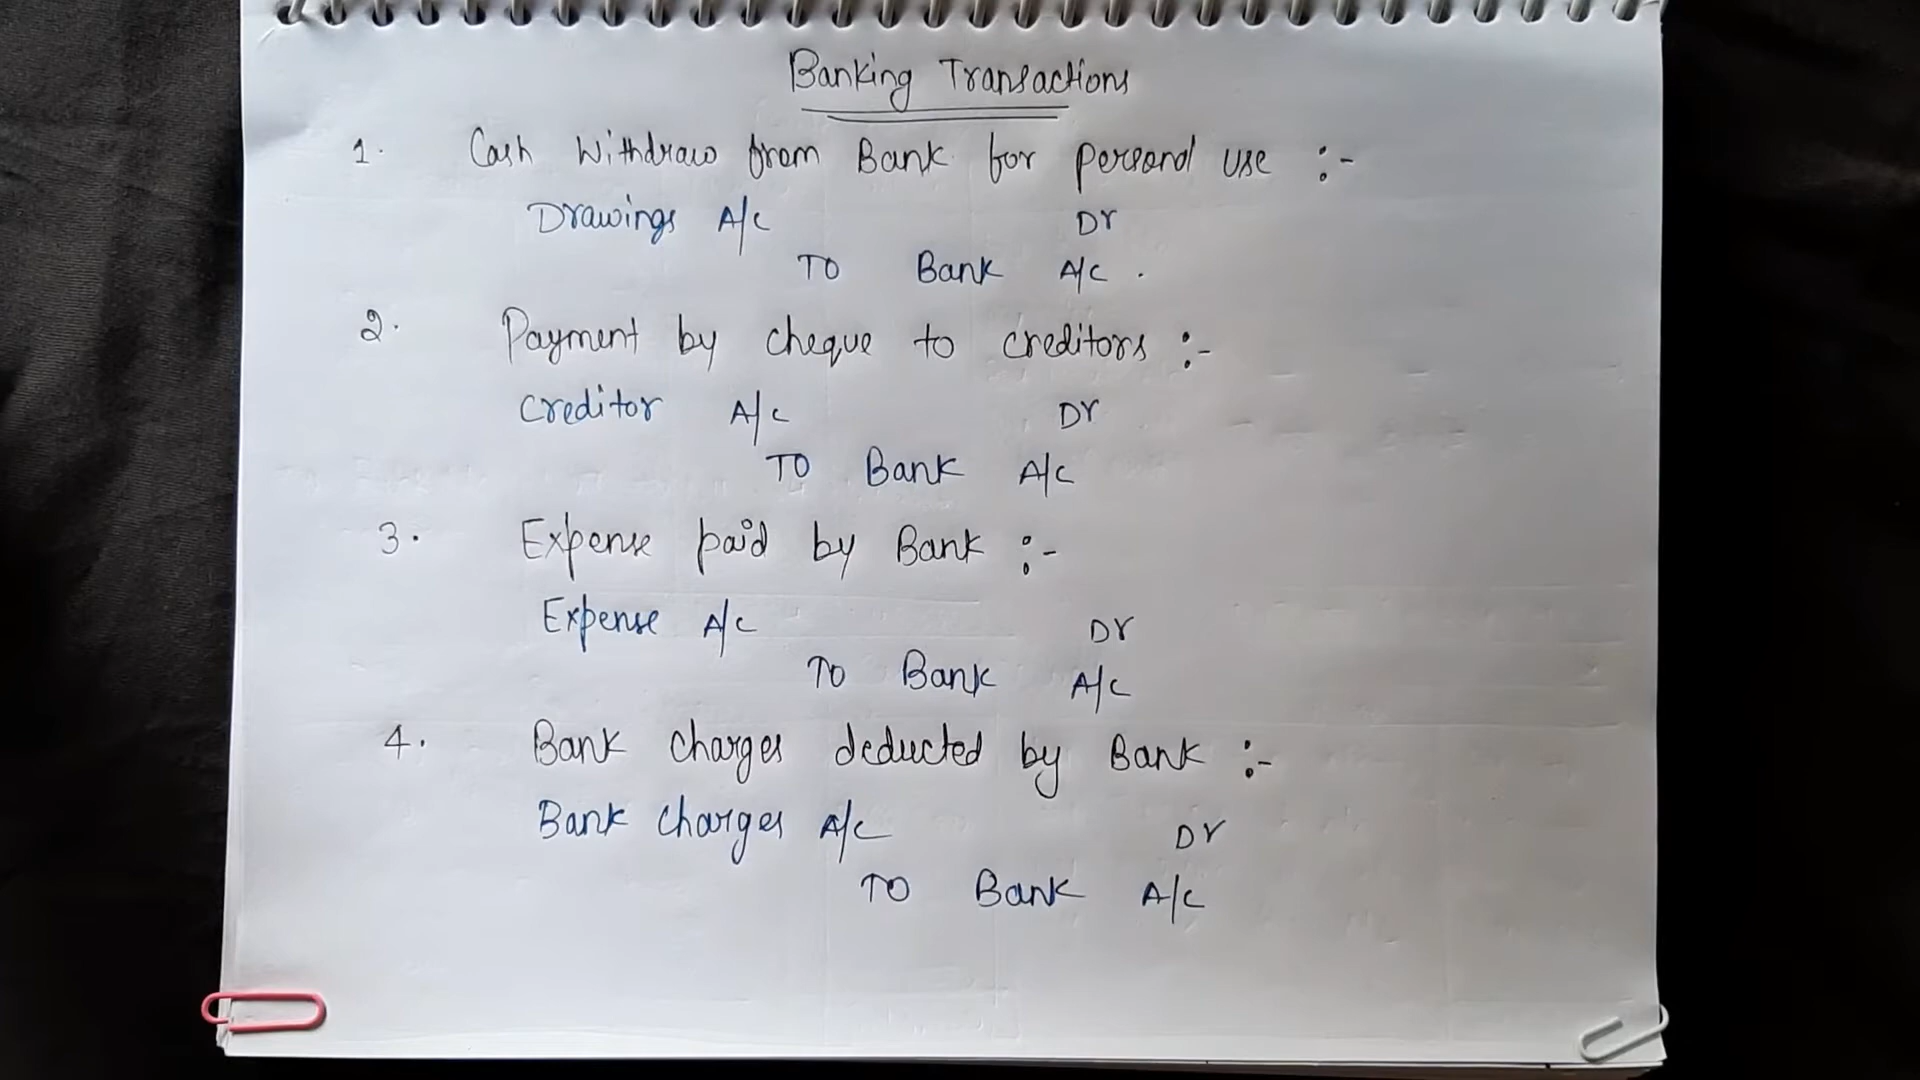 Banking Transactions
1. Cash Withdraw from Bank for personal use :-
Drawings A/c Dr
TO Bank A/c .
2. Payment by cheque to creditors :-
Creditor A/c Dr
TO Bank A/c
3. Expense paid by Bank :-
Expense A/c Dr
TO Bank A/c
4. Bank charges deducted by Bank :-
Bank charges A/c Dr
TO Bank A/c